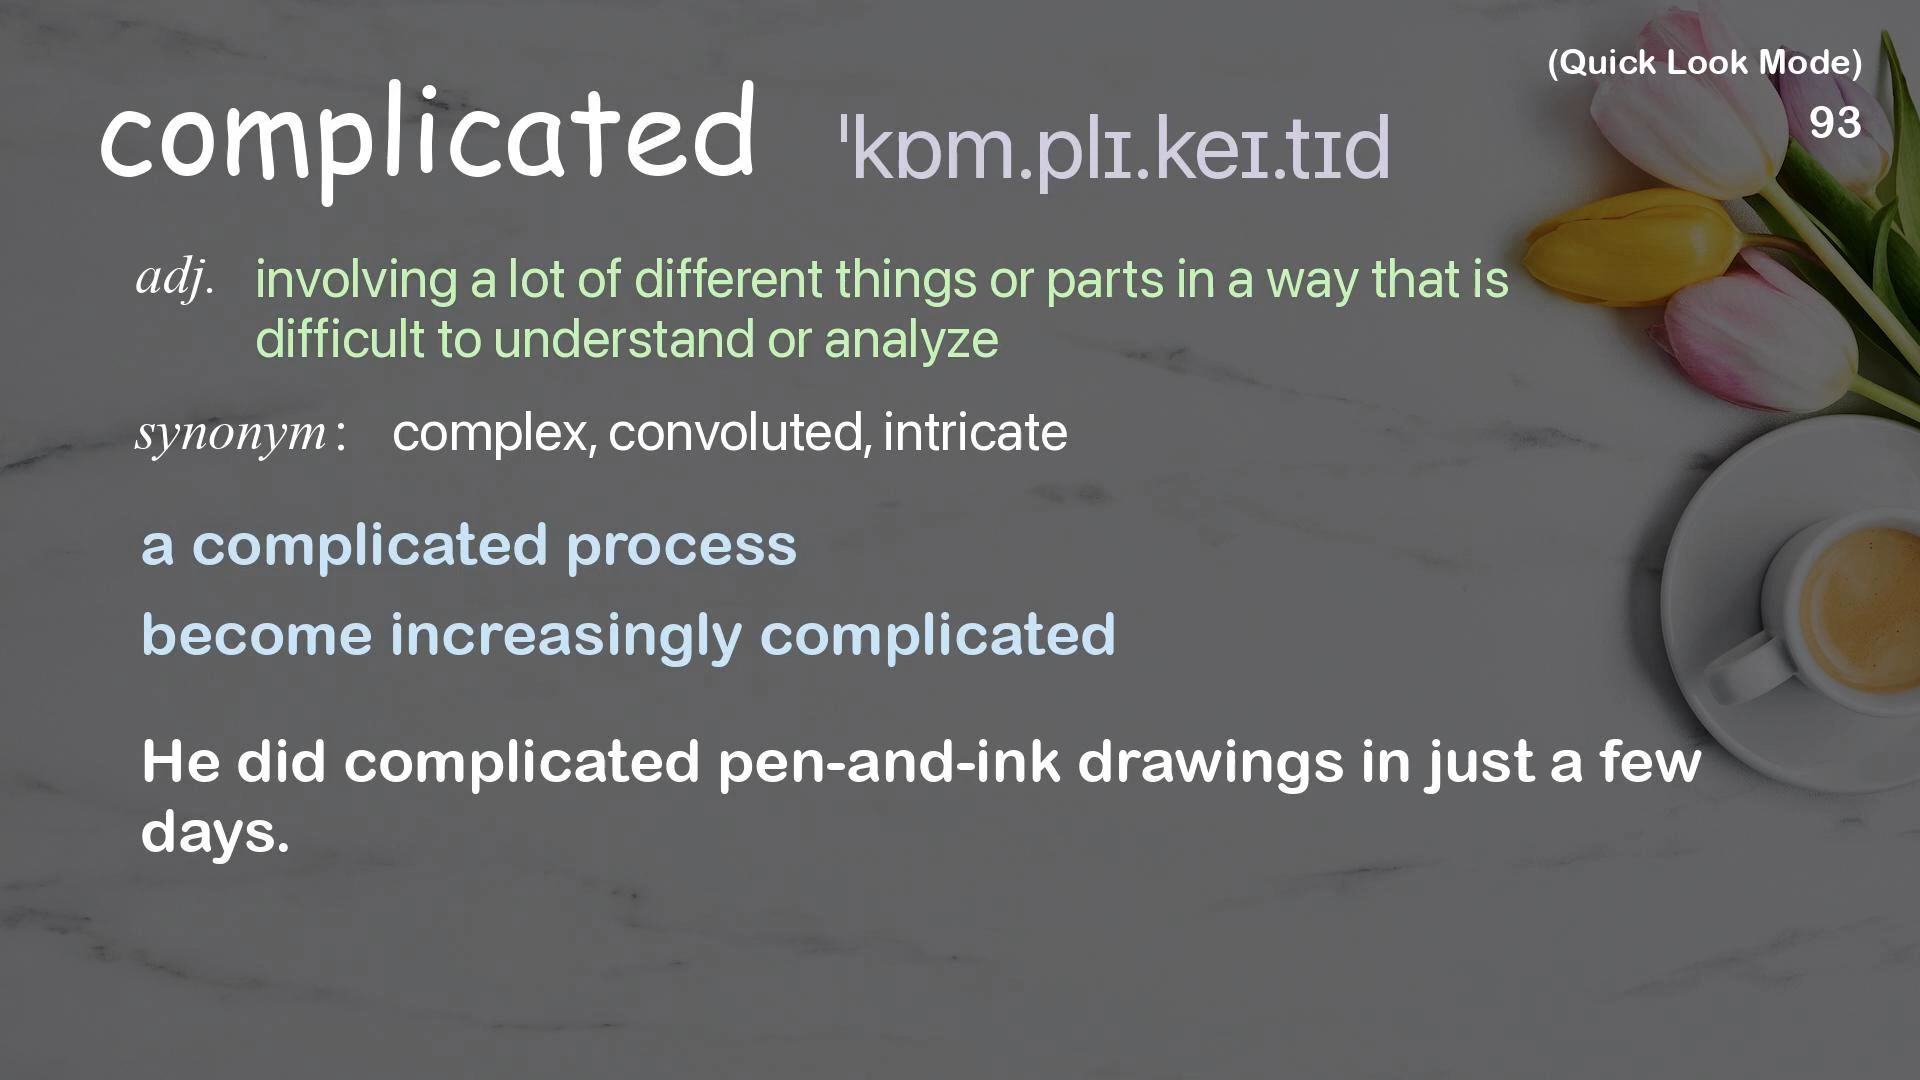 (Quick Look Mode)
complicated ˈkɒm.plɪ.keɪ.tɪd
93
adj. involving a lot of different things or parts in a way that is
difficult to understand or analyze
synonym: complex, convoluted, intricate
a complicated process
become increasingly complicated
He did complicated pen-and-ink drawings in just a few
days.